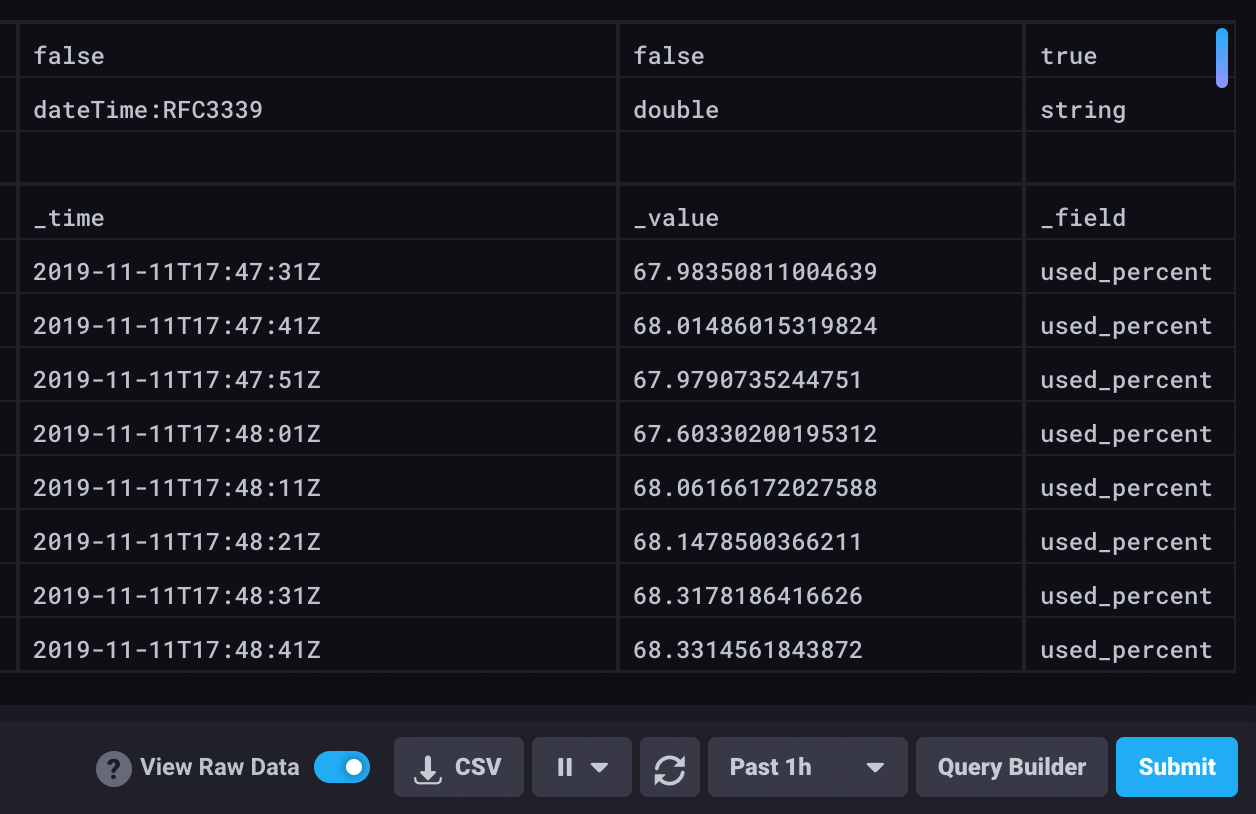 false false true
dateTime:RFC3339 double string
_time _value _field
2019-11-11T17:47:31Z 67.98350811004639 used_percent
2019-11-11T17:47:41Z 68.01486015319824 used_percent
2019-11-11T17:47:51Z 67.9790735244751 used_percent
2019-11-11T17:48:01Z 67.60330200195312 used_percent
2019-11-11T17:48:11Z 68.06166172027588 used_percent
2019-11-11T17:48:21Z 68.1478500366211 used_percent
2019-11-11T17:48:31Z 68.3178186416626 used_percent
2019-11-11T17:48:41Z 68.3314561843872 used_percent
? View Raw Data CSV Past 1h Query Builder Submit